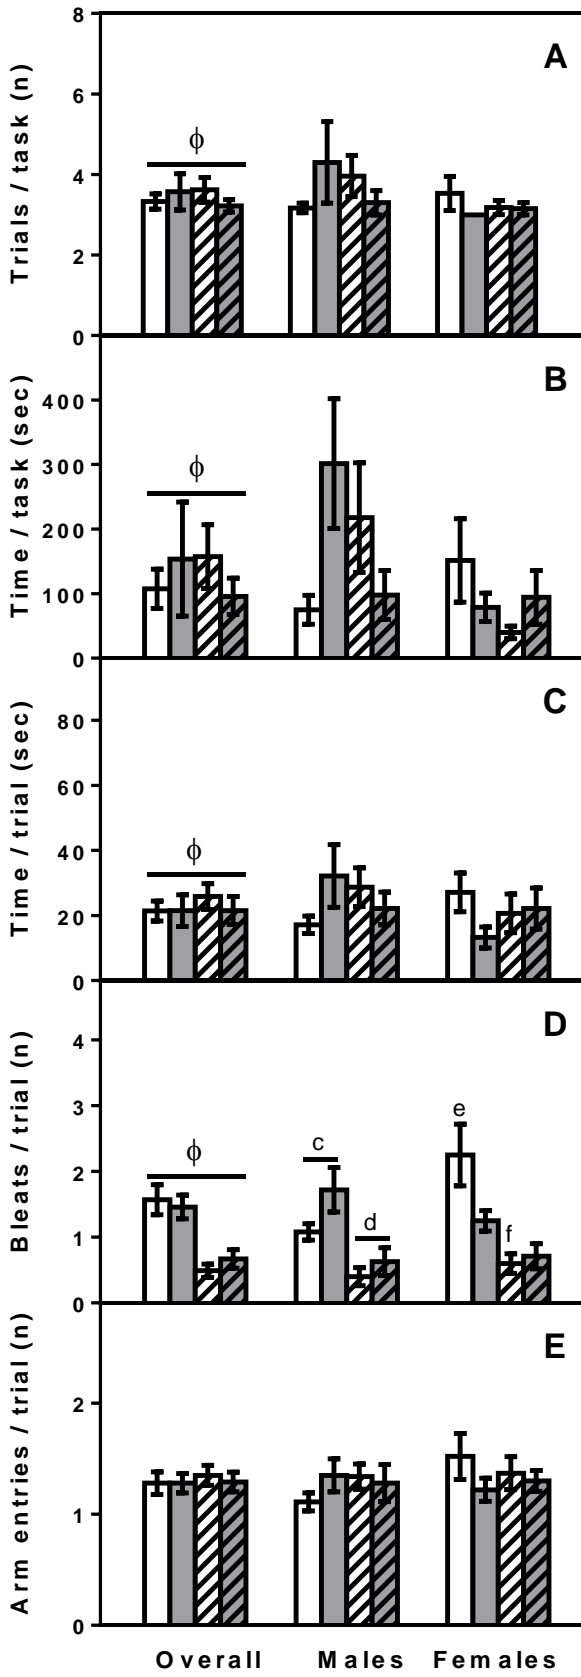 8
A
6
ϕ
4
2
0
Trials / task (n)
B
400
300
ϕ
200
100
0
Time / task (sec)
C
80
60
40
ϕ
20
0
Time / trial (sec)
D
4
3
e
c
ϕ
2
d
f
1
0
Bleats / trial (n)
E
2
1
0
Arm entries / trial (n)
Overall Males Females